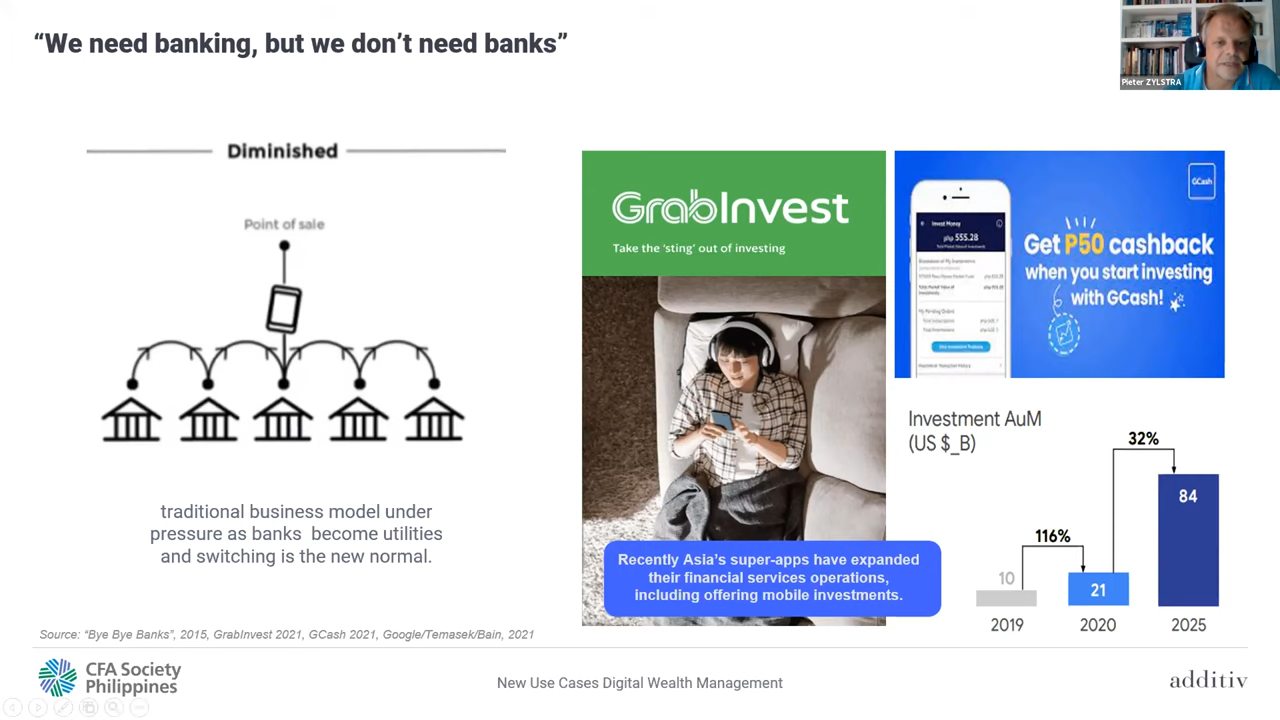 “We need banking, but we don’t need banks”
Pieter ZYLSTRA
Diminished
Point of sale
traditional business model under
pressure as banks become utilities
and switching is the new normal.
GrabInvest
Take the ‘sting’ out of investing
Recently Asia’s super-apps have expanded
their financial services operations,
including offering mobile investments.
GCash
Invest Money
php 555.28
Get P50 cashback
when you start investing
with GCash!
Investment AuM
(US $_B)
32%
84
116%
10
21
2019
2020
2025
Source: “Bye Bye Banks”, 2015, GrabInvest 2021, GCash 2021, Google/Temasek/Bain, 2021
CFA Society
Philippines
New Use Cases Digital Wealth Management
additiv